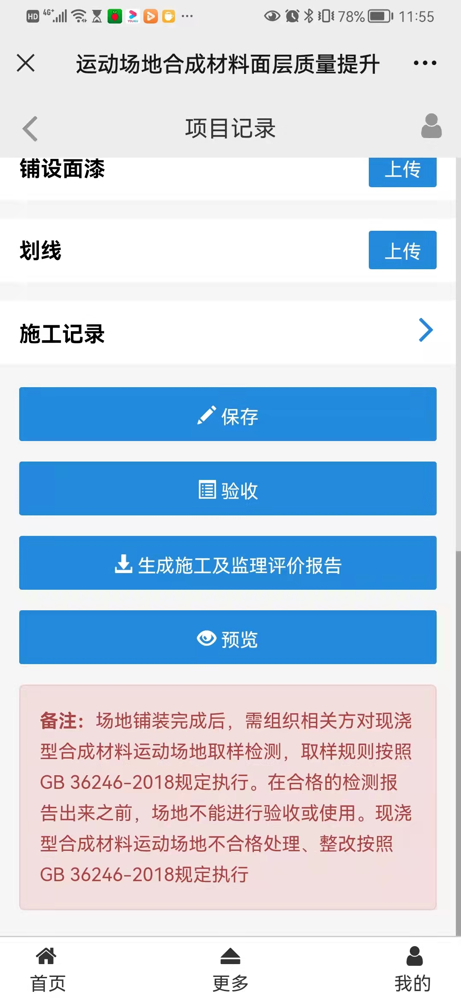 HD 4G+ YOUKU 78% 11:55
运动场地合成材料面层质量提升
项目记录
铺设面漆 上传
划线 上传
施工记录
保存
验收
生成施工及监理评价报告
预览
备注：场地铺装完成后，需组织相关方对现浇
型合成材料运动场地取样检测，取样规则按照
GB 36246-2018规定执行。在合格的检测报
告出来之前，场地不能进行验收或使用。现浇
型合成材料运动场地不合格处理、整改按照
GB 36246-2018规定执行
首页 更多 我的